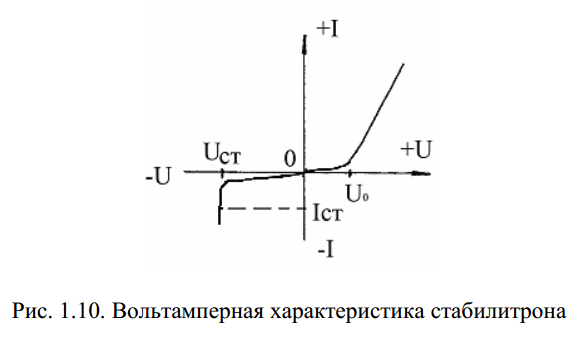 +I
Uст
0
+U
-U
U₀
Iст
-I
Рис. 1.10. Вольтамперная характеристика стабилитрона